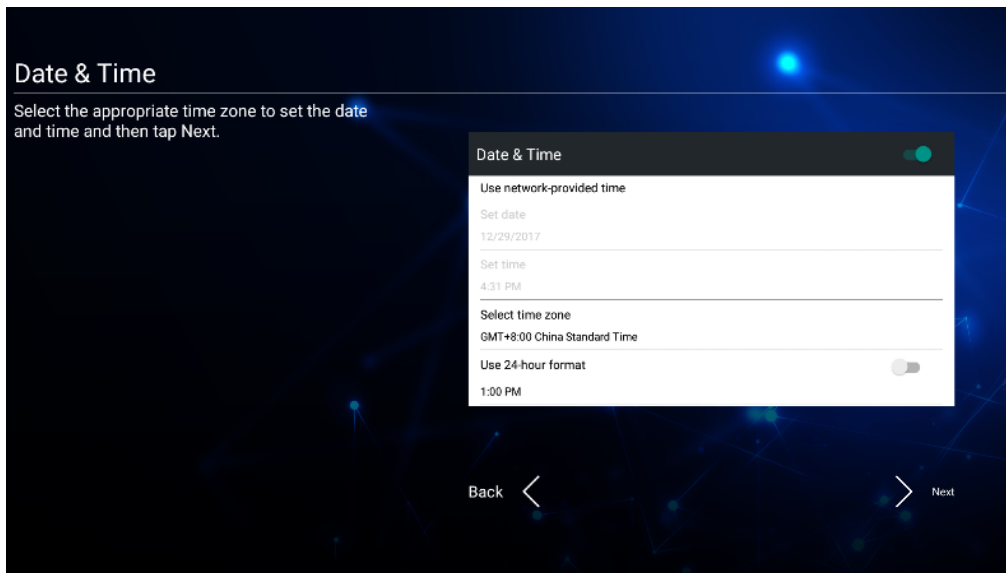 Date & Time
Select the appropriate time zone to set the date
and time and then tap Next.
Date & Time
Use network-provided time
Set date
12/29/2017
Set time
4:31 PM
Select time zone
GMT+8:00 China Standard Time
Use 24-hour format
1:00 PM
Back
Next